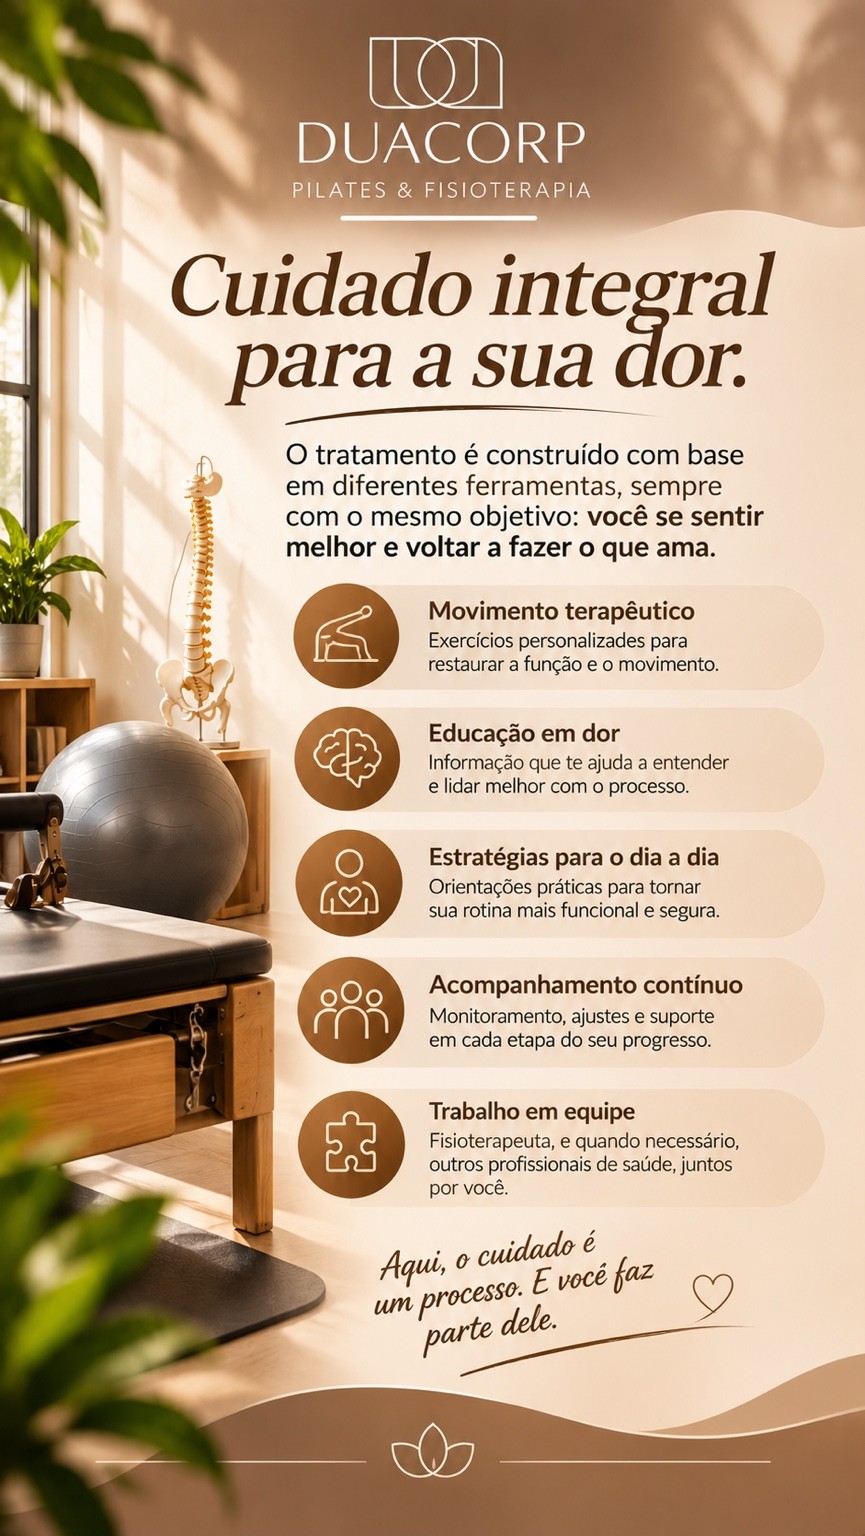 DUACORP
PILATES & FISIOTERAPIA
Cuidado integral
para a sua dor.
O tratamento é construído com base
em diferentes ferramentas, sempre
com o mesmo objetivo: você se sentir
melhor e voltar a fazer o que ama.
Movimento terapêutico
Exercícios personalizades para
restaurar a função e o movimento.
Educação em dor
Informação que te ajuda a entender
e lidar melhor com o processo.
Estratégias para o dia a dia
Orientações práticas para tornar
sua rotina mais funcional e segura.
Acompanhamento contínuo
Monitoramento, ajustes e suporte
em cada etapa do seu progresso.
Trabalho em equipe
Fisioterapeuta, e quando necessário,
outros profissionais de saúde, juntos
por você.
Aqui, o cuidado é
um processo. E você faz
parte dele.